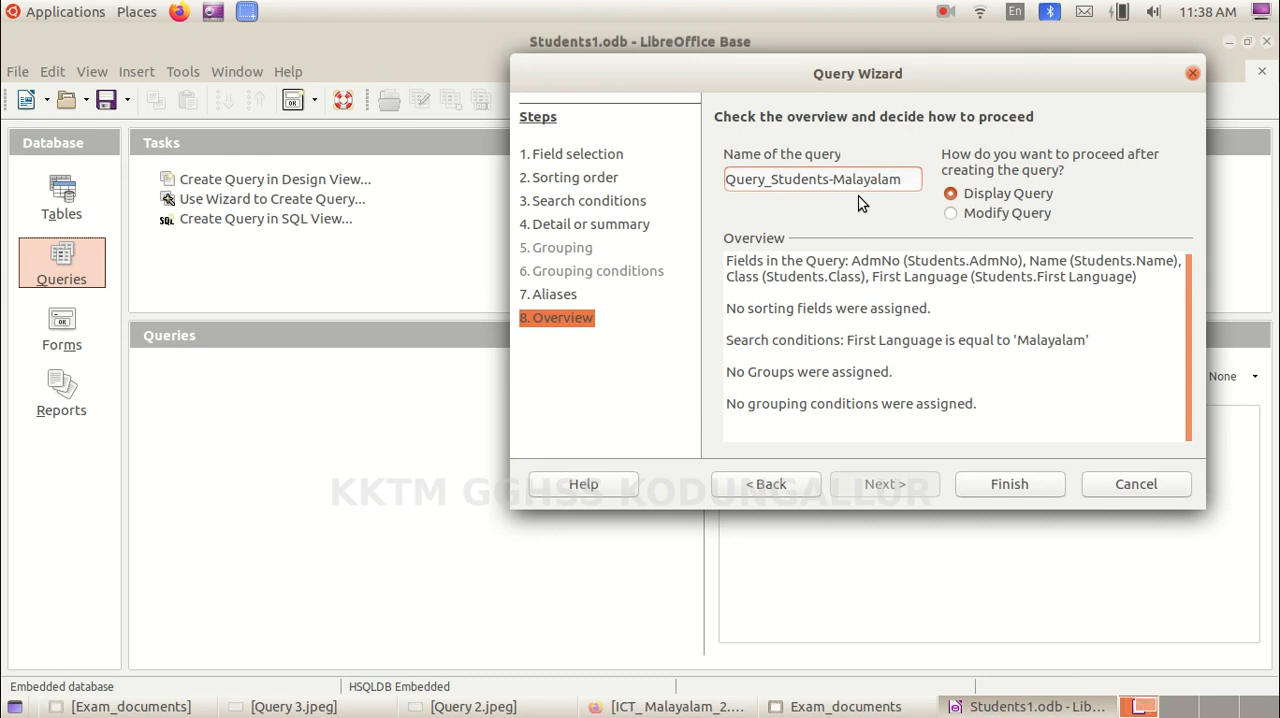 Applications Places En 11:38 AM
Students1.odb - LibreOffice Base
File Edit View Insert Tools Window Help
Database
Tables
Queries
Forms
Reports
Tasks
Create Query in Design View...
Use Wizard to Create Query...
SQL Create Query in SQL View...
Queries
None
Query Wizard
Steps
1. Field selection
2. Sorting order
3. Search conditions
4. Detail or summary
5. Grouping
6. Grouping conditions
7. Aliases
8. Overview
Check the overview and decide how to proceed
Name of the query
Query_Students-Malayalam
How do you want to proceed after
creating the query?
Display Query
Modify Query
Overview
Fields in the Query: AdmNo (Students.AdmNo), Name (Students.Name),
Class (Students.Class), First Language (Students.First Language)
No sorting fields were assigned.
Search conditions: First Language is equal to 'Malayalam'
No Groups were assigned.
No grouping conditions were assigned.
Help < Back Next > Finish Cancel
KKTM GGHSS KODUNGALLUR
Embedded database HSQLDB Embedded
[Exam_documents] [Query 3.jpeg] [Query 2.jpeg] [ICT_Malayalam_2.... Exam_documents Students1.odb - Lib...